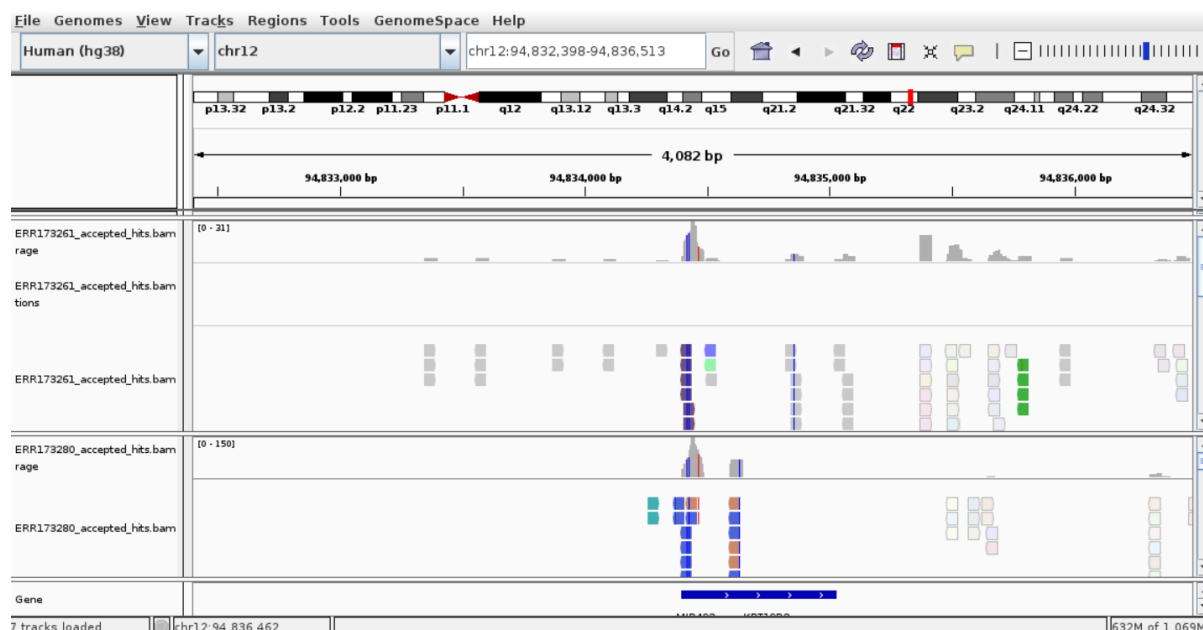 File Genomes View Tracks Regions Tools GenomeSpace Help
Human (hg38) chr12 chr12:94,832,398-94,836,513 Go
p13.32 p13.2 p12.2 p11.23 p11.1 q12 q13.12 q13.3 q14.2 q15 q21.2 q21.32 q22 q23.2 q24.11 q24.22 q24.32
4,082 bp
94,833,000 bp 94,834,000 bp 94,835,000 bp 94,836,000 bp
ERR173261_accepted_hits.bam
rage
[0 - 31]
ERR173261_accepted_hits.bam
tions
ERR173261_accepted_hits.bam
ERR173280_accepted_hits.bam
rage
[0 - 150]
ERR173280_accepted_hits.bam
Gene
7 tracks loaded chr12:94,836,462 632M of 1,069M